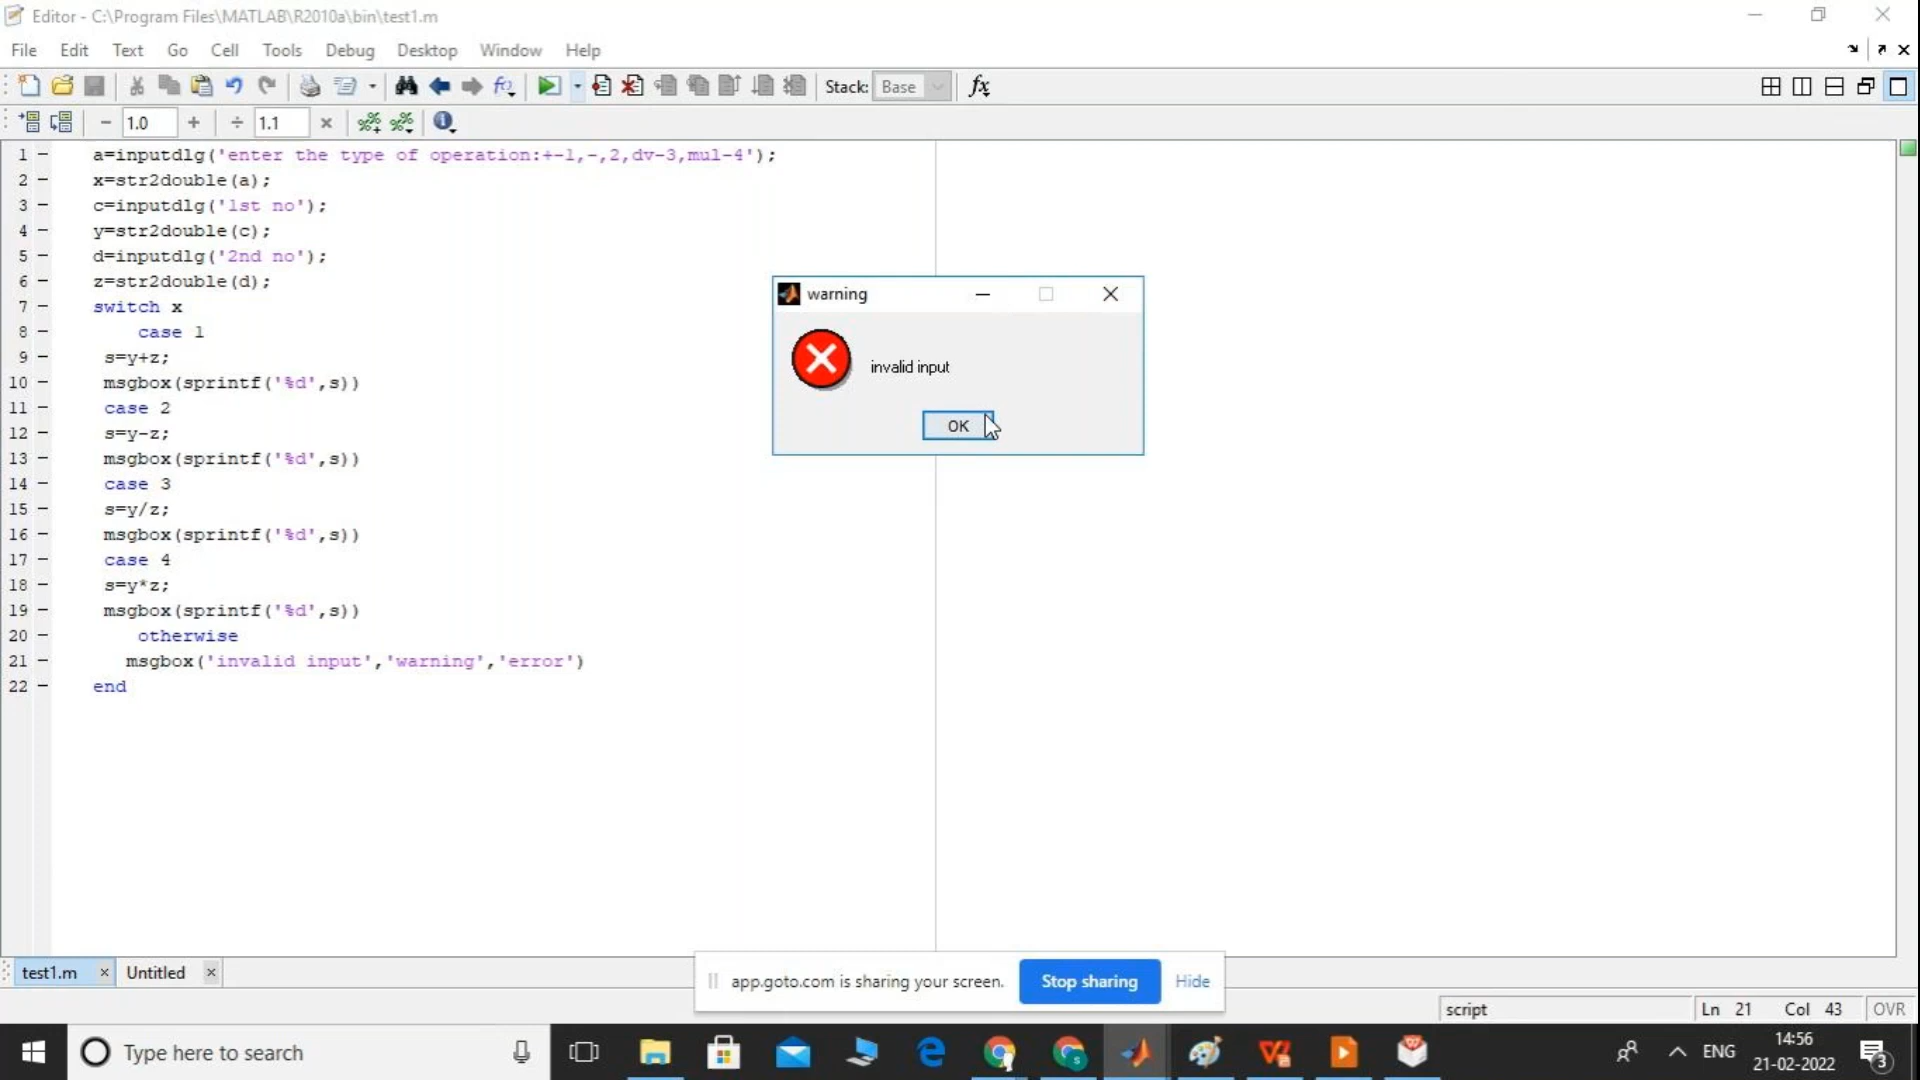 Editor - C:\Program Files\MATLAB\R2010a\bin\test1.m
File Edit Text Go Cell Tools Debug Desktop Window Help
Stack: Base fx
− 1.0 + ÷ 1.1 ×
1 – a=inputdlg('enter the type of operation:+-1,-,2,dv-3,mul-4');
2 – x=str2double(a);
3 – c=inputdlg('1st no');
4 – y=str2double(c);
5 – d=inputdlg('2nd no');
6 – z=str2double(d);
7 – switch x
8 – case 1
9 – s=y+z;
10 – msgbox(sprintf('%d',s))
11 – case 2
12 – s=y-z;
13 – msgbox(sprintf('%d',s))
14 – case 3
15 – s=y/z;
16 – msgbox(sprintf('%d',s))
17 – case 4
18 – s=y*z;
19 – msgbox(sprintf('%d',s))
20 – otherwise
21 – msgbox('invalid input','warning','error')
22 – end
warning
invalid input
OK
test1.m × Untitled ×
app.goto.com is sharing your screen. Stop sharing Hide
script Ln 21 Col 43 OVR
Type here to search
ENG
14:56
21-02-2022
3